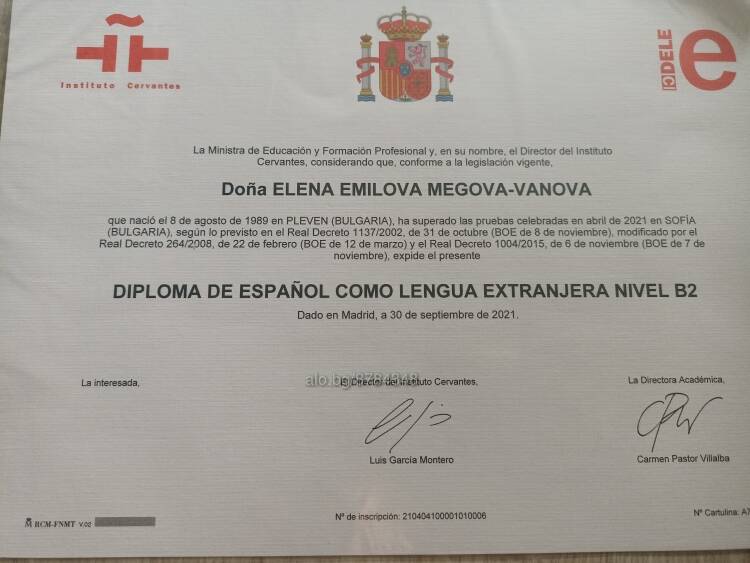 Instituto Cervantes
DELE
e
La Ministra de Educación y Formación Profesional y, en su nombre, el Director del Instituto
Cervantes, considerando que, conforme a la legislación vigente,
Doña ELENA EMILOVA MEGOVA-VANOVA
que nació el 8 de agosto de 1989 en PLEVEN (BULGARIA), ha superado las pruebas celebradas en abril de 2021 en SOFÍA
(BULGARIA), según lo previsto en el Real Decreto 1137/2002, de 31 de octubre (BOE de 8 de noviembre), modificado por el
Real Decreto 264/2008, de 22 de febrero (BOE de 12 de marzo) y el Real Decreto 1004/2015, de 6 de noviembre (BOE de 7 de
noviembre), expide el presente
DIPLOMA DE ESPAÑOL COMO LENGUA EXTRANJERA NIVEL B2
Dado en Madrid, a 30 de septiembre de 2021.
La interesada,
El Director del Instituto Cervantes,
La Directora Académica,
Luis García Montero
Carmen Pastor Villalba
RCM-FNMT V.02
Nº de inscripción: 210404100001010006
Nº Cartulina: A7